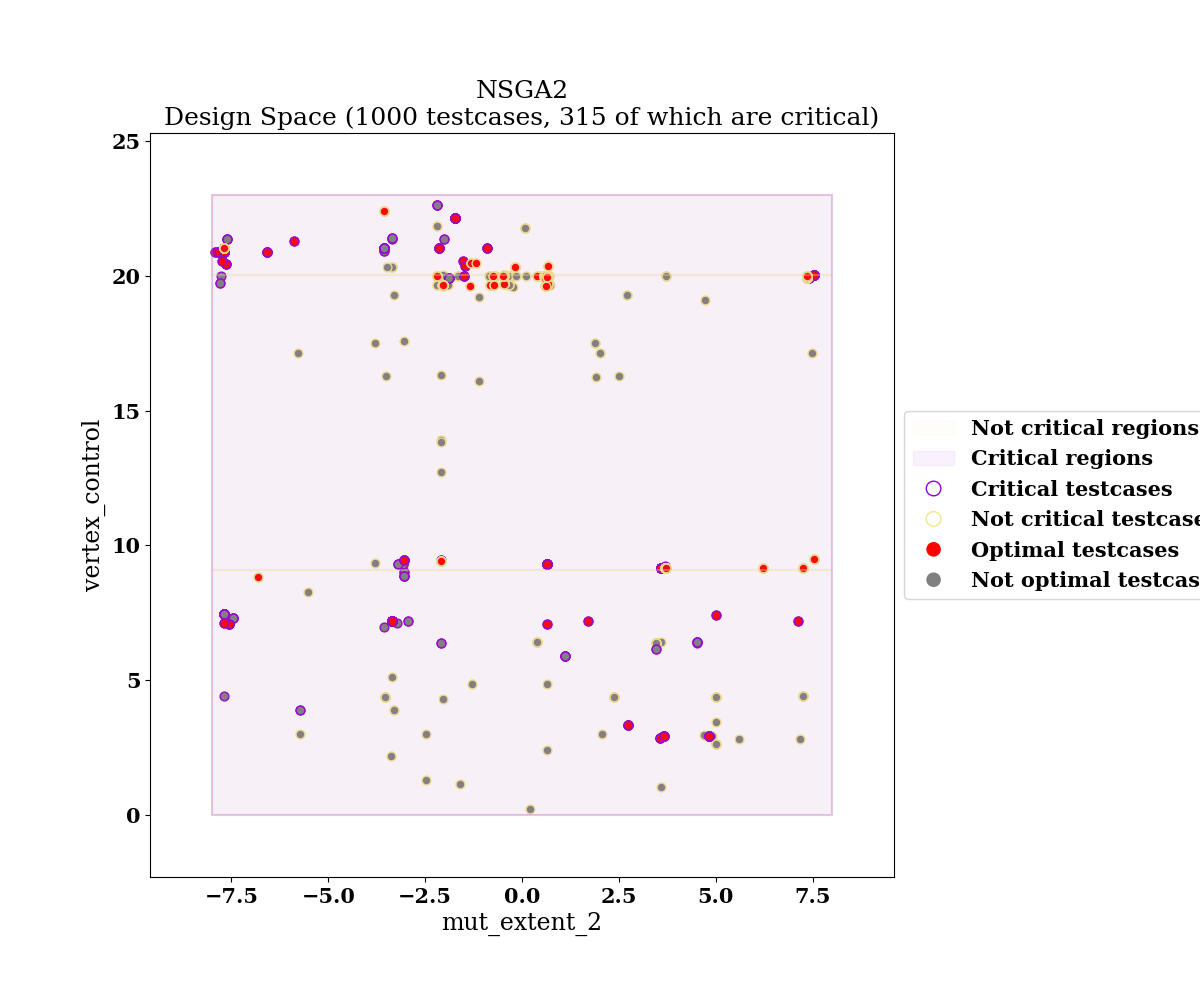 NSGA2
Design Space (1000 testcases, 315 of which are critical)
25
20
15
10
5
0
vertex_control
−7.5
−5.0
−2.5
0.0
2.5
5.0
7.5
mut_extent_2
Not critical regions
Critical regions
Critical testcases
Not critical testcase
Optimal testcases
Not optimal testcas